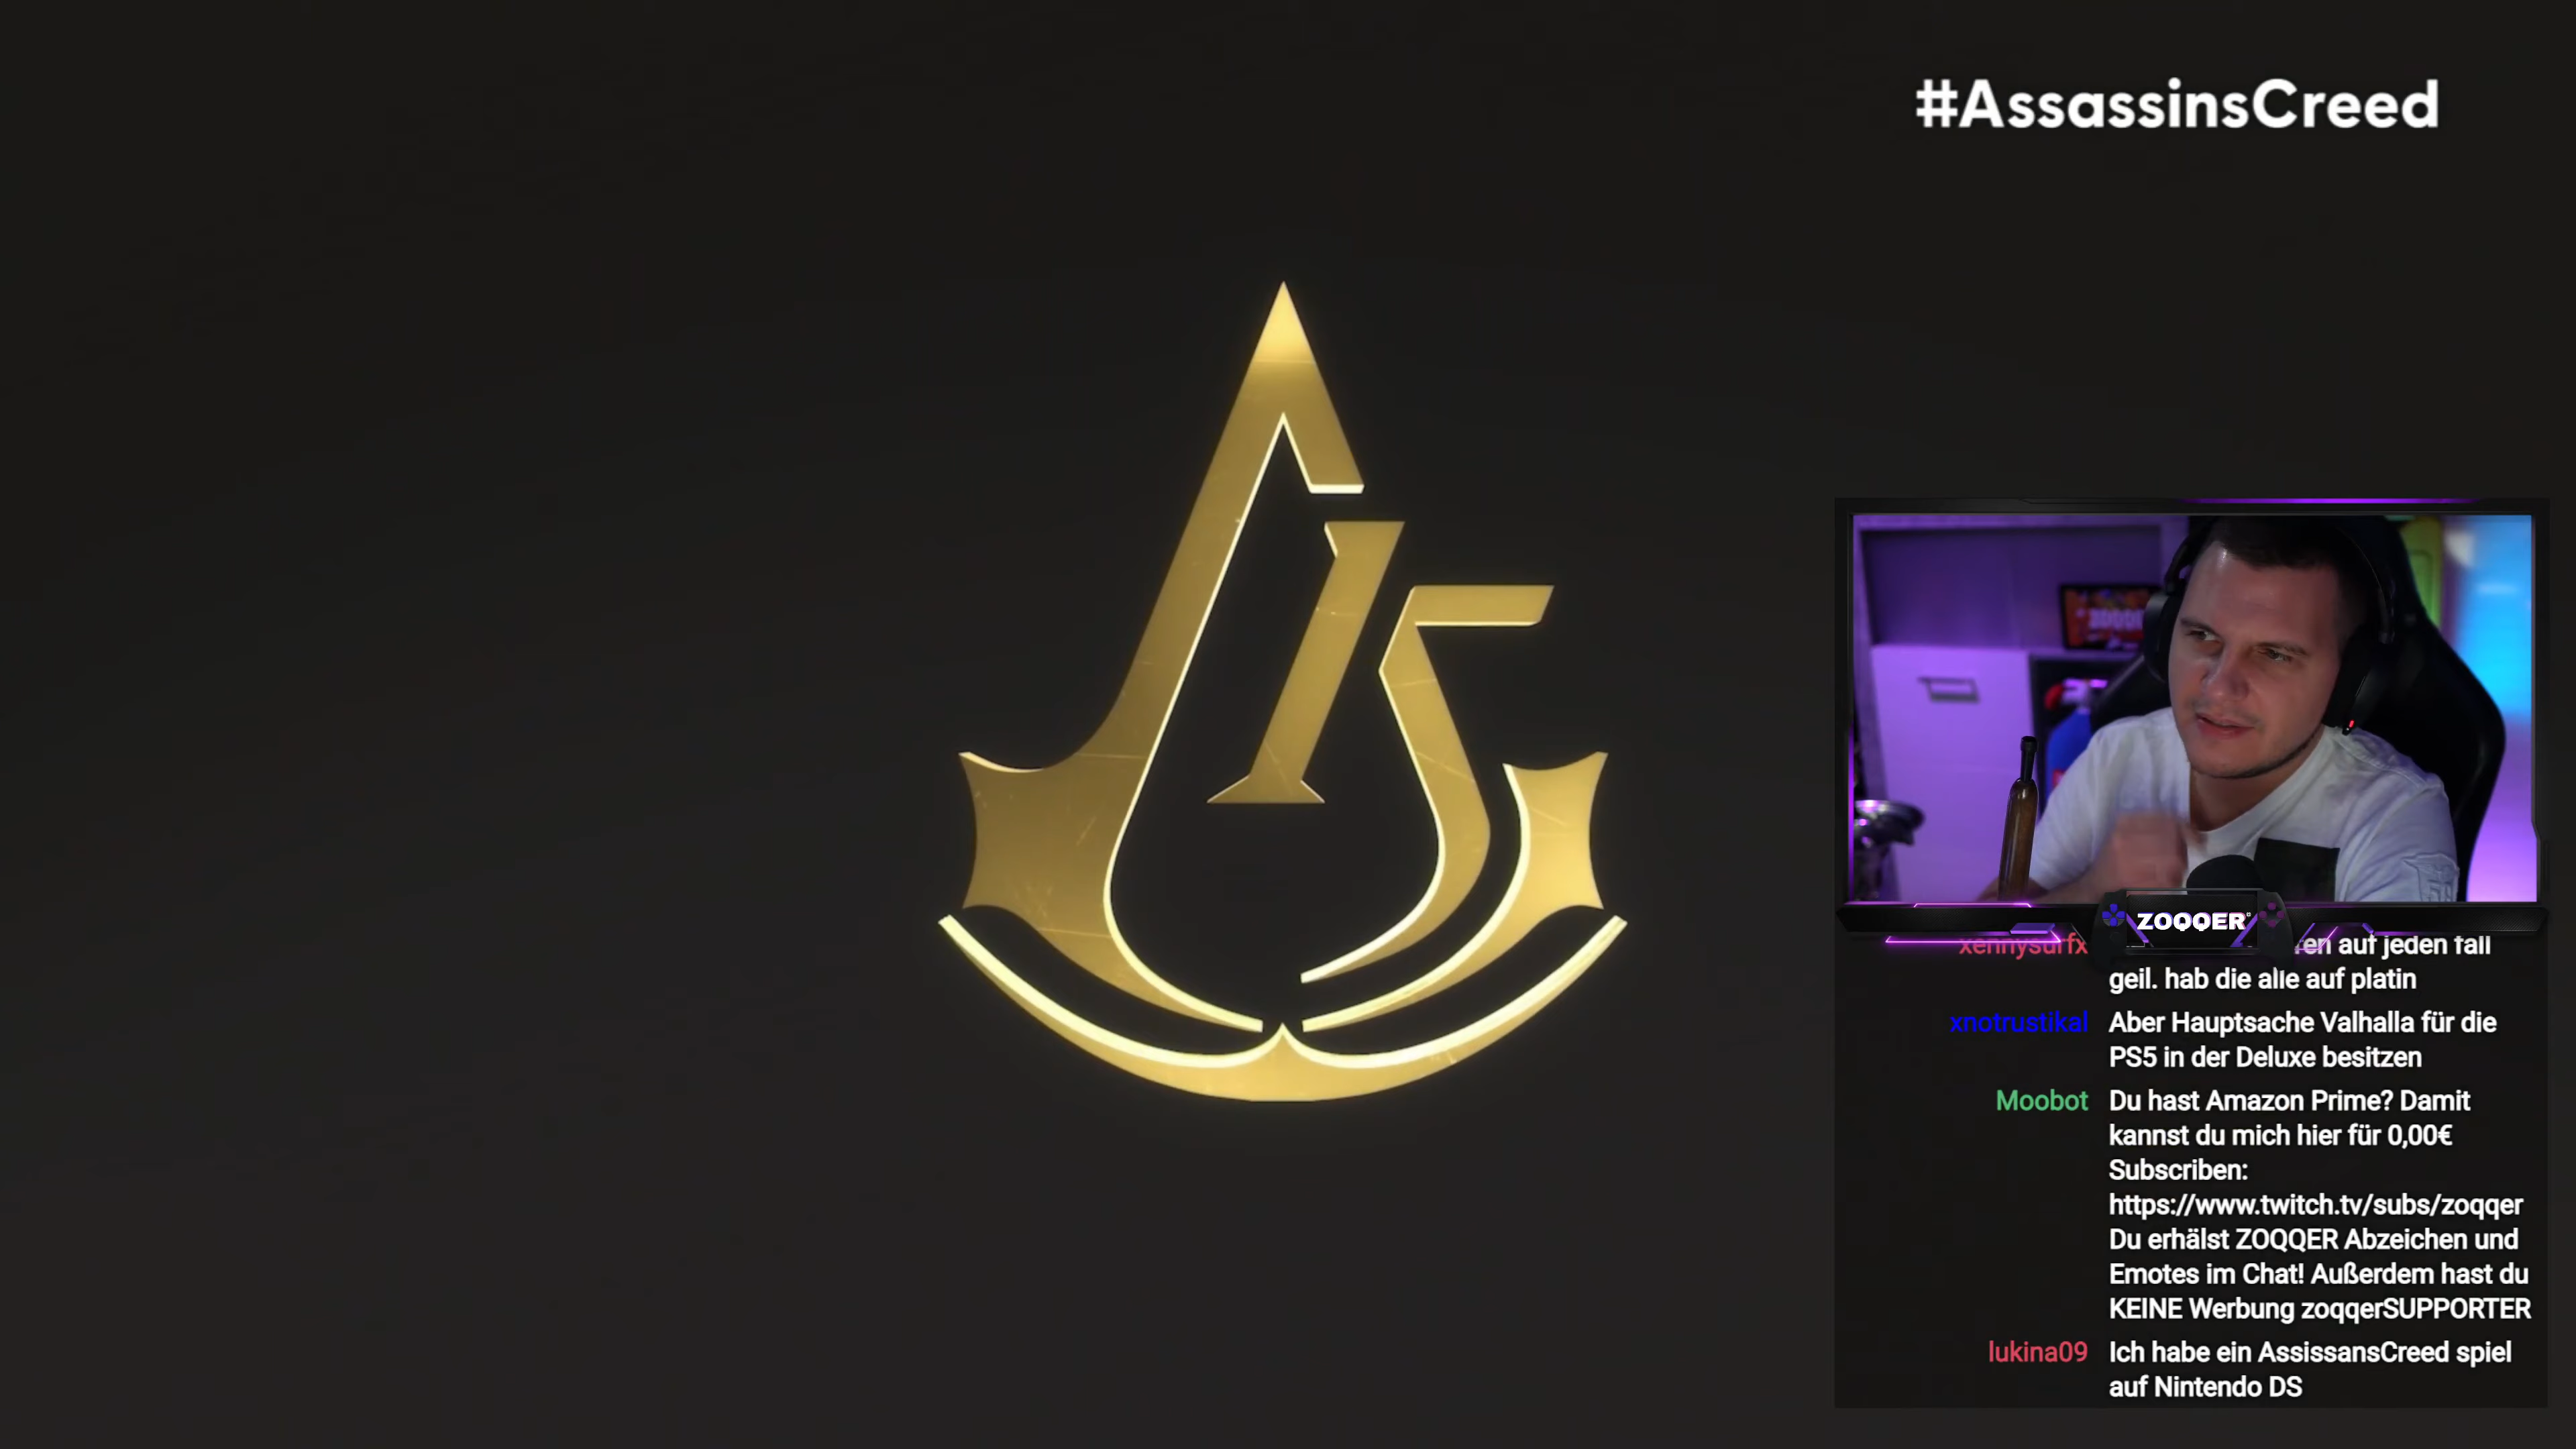 #AssassinsCreed
15
ZOQQER
xennysurfx en auf jeden fall
geil. hab die alle auf platin
xnotrustikal Aber Hauptsache Valhalla für die
PS5 in der Deluxe besitzen
Moobot Du hast Amazon Prime? Damit
kannst du mich hier für 0,00€
Subscriben:
https://www.twitch.tv/subs/zoqqer
Du erhälst ZOQQER Abzeichen und
Emotes im Chat! Außerdem hast du
KEINE Werbung zoqqerSUPPORTER
lukina09 Ich habe ein AssissansCreed spiel
auf Nintendo DS